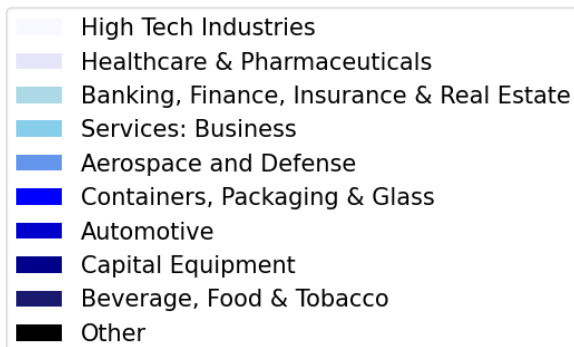 High Tech Industries
Healthcare & Pharmaceuticals
Banking, Finance, Insurance & Real Estate
Services: Business
Aerospace and Defense
Containers, Packaging & Glass
Automotive
Capital Equipment
Beverage, Food & Tobacco
Other